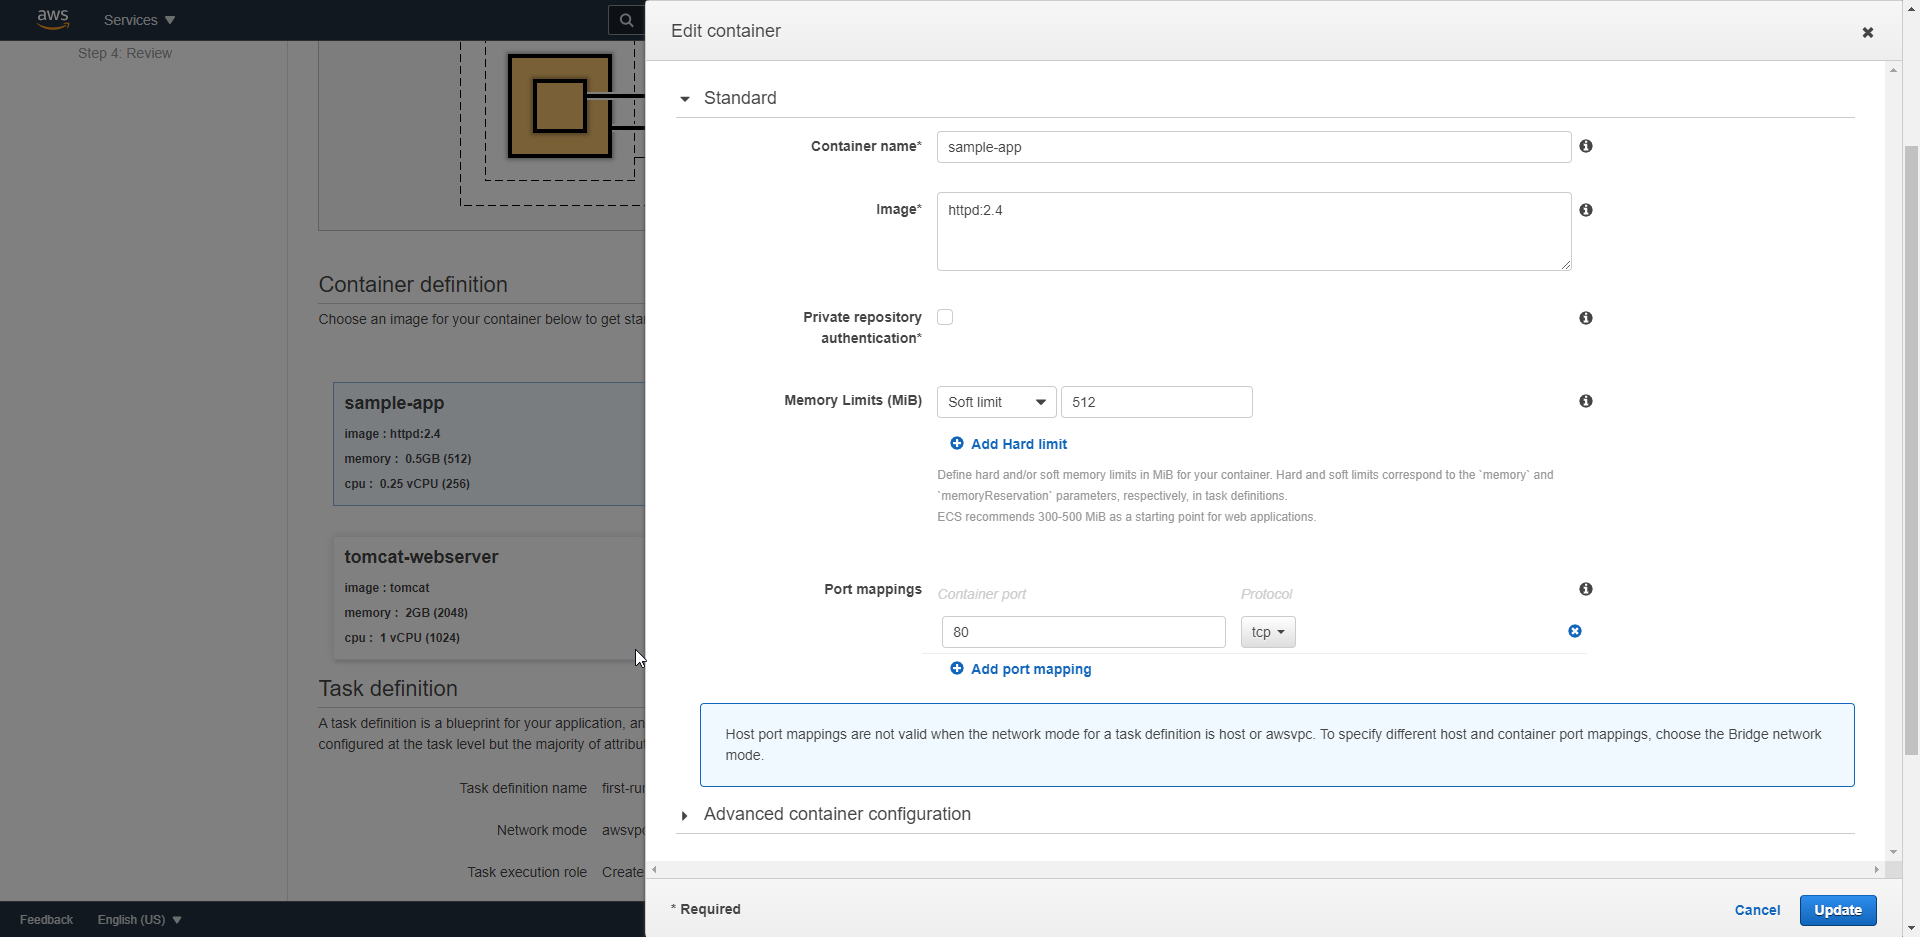 aws
Services
Step 4: Review
Container definition
Choose an image for your container below to get sta
sample-app
image : httpd:2.4
memory : 0.5GB (512)
cpu : 0.25 vCPU (256)
tomcat-webserver
image : tomcat
memory : 2GB (2048)
cpu : 1 vCPU (1024)
Task definition
A task definition is a blueprint for your application, an
configured at the task level but the majority of attribu
Task definition name first-ru
Network mode awsvp
Task execution role Create
Feedback English (US)
Edit container
Standard
Container name* sample-app
Image* httpd:2.4
Private repository
authentication*
Memory Limits (MiB) Soft limit 512
Add Hard limit
Define hard and/or soft memory limits in MiB for your container. Hard and soft limits correspond to the `memory` and
`memoryReservation` parameters, respectively, in task definitions.
ECS recommends 300-500 MiB as a starting point for web applications.
Port mappings Container port Protocol
80 tcp
Add port mapping
Host port mappings are not valid when the network mode for a task definition is host or awsvpc. To specify different host and container port mappings, choose the Bridge network
mode.
Advanced container configuration
* Required
Cancel Update